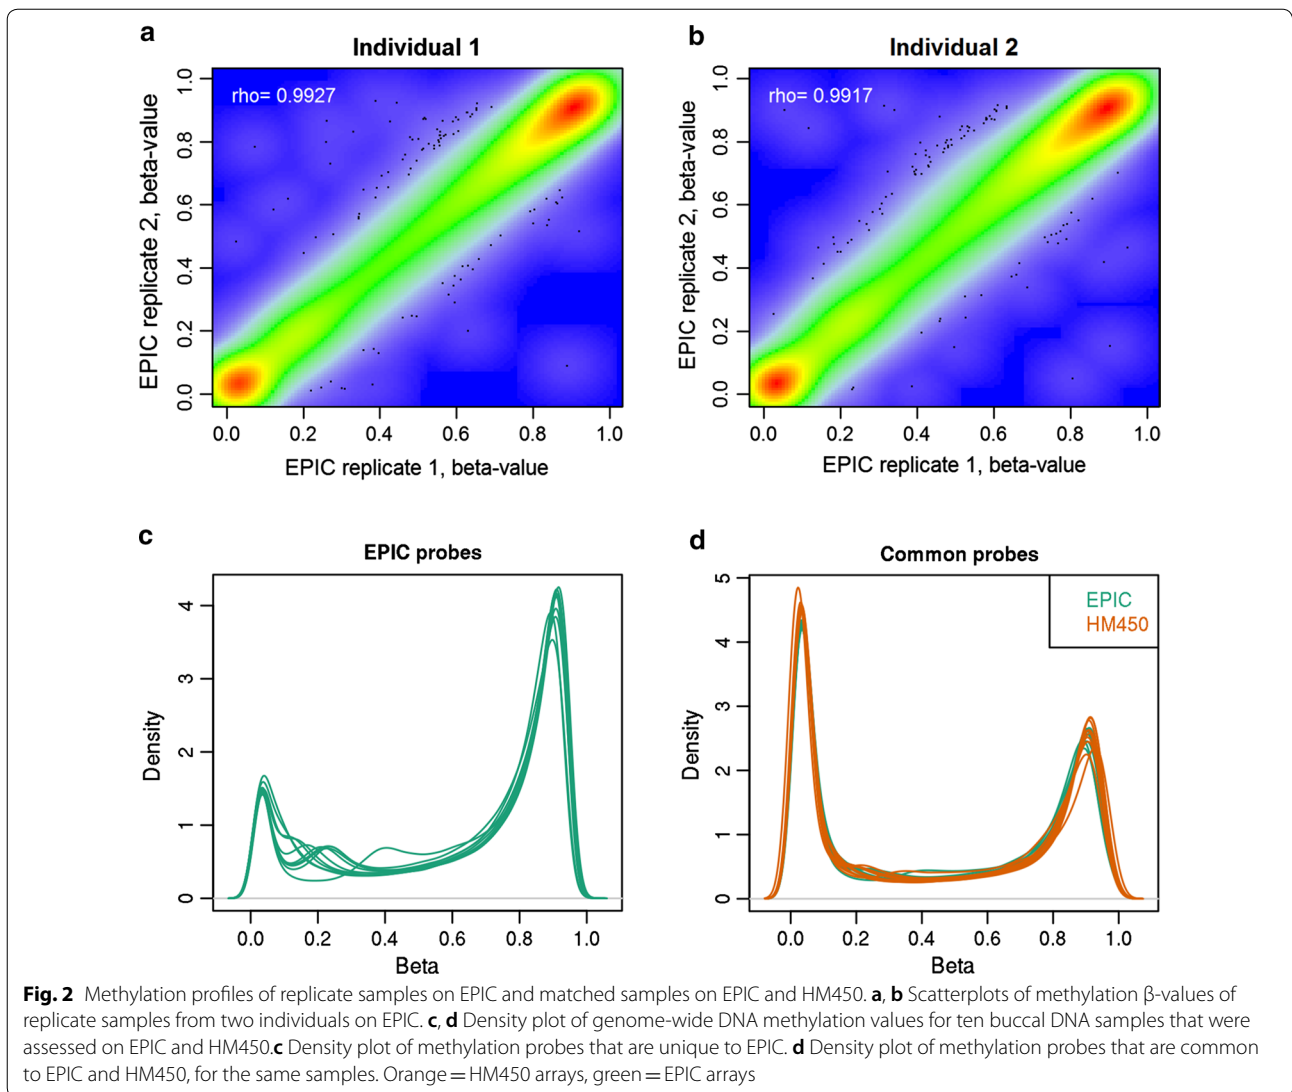 a
Individual 1
rho= 0.9927
EPIC replicate 2, beta-value
0.0 0.2 0.4 0.6 0.8 1.0
0.0 0.2 0.4 0.6 0.8 1.0
EPIC replicate 1, beta-value
b
Individual 2
rho= 0.9917
EPIC replicate 2, beta-value
0.0 0.2 0.4 0.6 0.8 1.0
0.0 0.2 0.4 0.6 0.8 1.0
EPIC replicate 1, beta-value
c
EPIC probes
Density
0 1 2 3 4
0.0 0.2 0.4 0.6 0.8 1.0
Beta
d
Common probes
EPIC
HM450
Density
0 1 2 3 4 5
0.0 0.2 0.4 0.6 0.8 1.0
Beta
Fig. 2 Methylation profiles of replicate samples on EPIC and matched samples on EPIC and HM450. a, b Scatterplots of methylation β-values of
replicate samples from two individuals on EPIC. c, d Density plot of genome-wide DNA methylation values for ten buccal DNA samples that were
assessed on EPIC and HM450.c Density plot of methylation probes that are unique to EPIC. d Density plot of methylation probes that are common
to EPIC and HM450, for the same samples. Orange = HM450 arrays, green = EPIC arrays